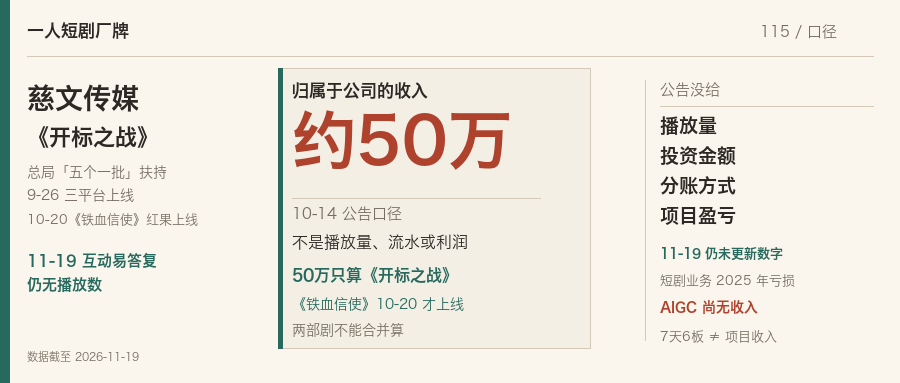 一人短剧厂牌
115 / 口径
慈文传媒
《开标之战》
总局「五个一批」扶持
9-26 三平台上线
10-20《铁血信使》红果上线
11-19 互动易答复
仍无播放数
数据截至 2026-11-19
归属于公司的收入
约50万
10-14 公告口径
不是播放量、流水或利润
50万只算《开标之战》
《铁血信使》10-20 才上线
两部剧不能合并算
公告没给
播放量
投资金额
分账方式
项目盈亏
11-19 仍未更新数字
短剧业务 2025 年亏损
AIGC 尚无收入
7天6板 ≠ 项目收入